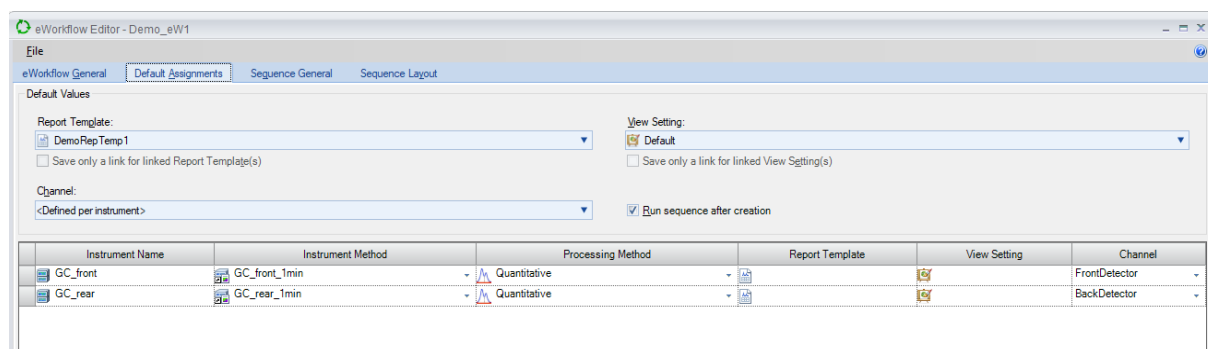 eWorkflow Editor - Demo_eW1
File
eWorkflow General Default Assignments Sequence General Sequence Layout
Default Values
Report Template: View Setting:
DemoRepTemp1 Default
Save only a link for linked Report Template(s) Save only a link for linked View Setting(s)
Channel:
<Defined per instrument> Run sequence after creation
Instrument Name Instrument Method Processing Method Report Template View Setting Channel
GC_front GC_front_1min Quantitative FrontDetector
GC_rear GC_rear_1min Quantitative BackDetector